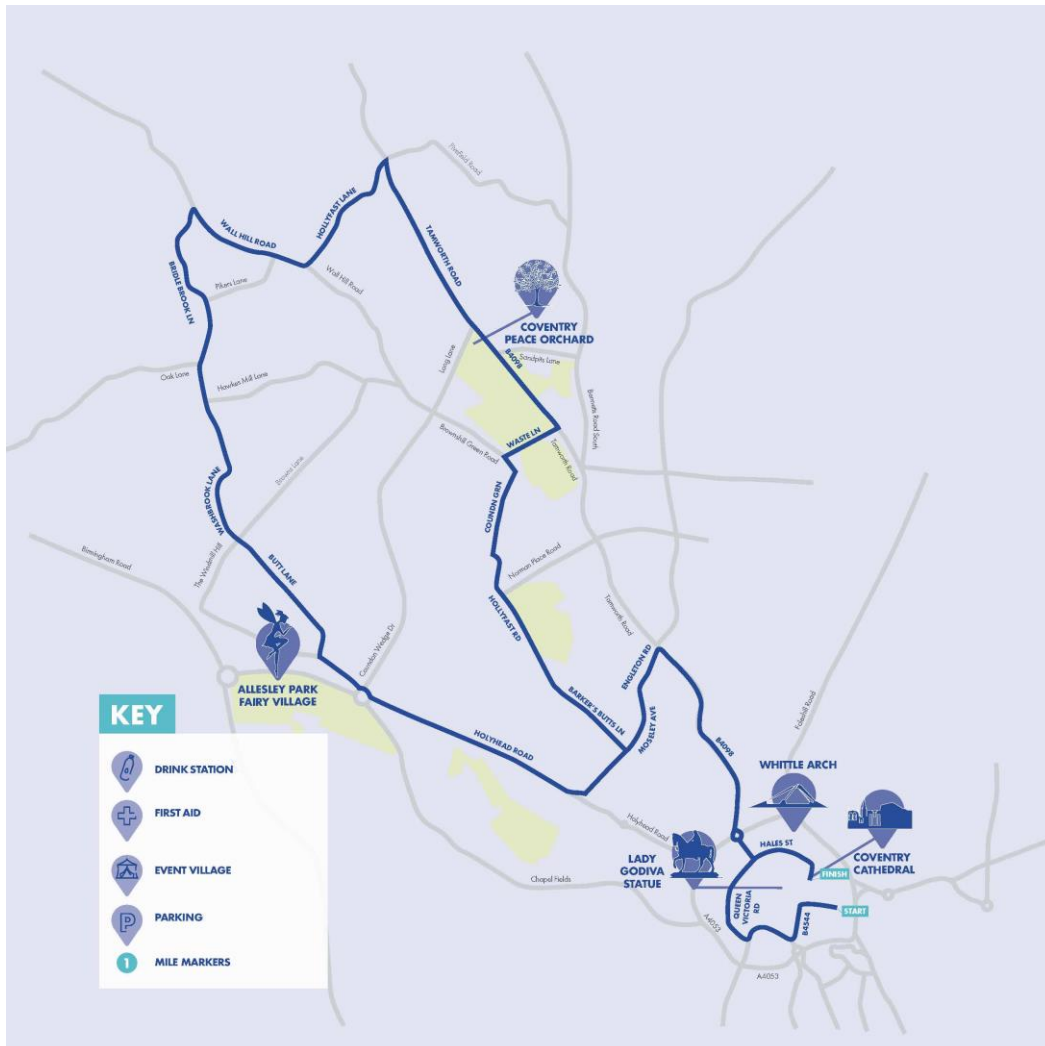 Penfield Road
HOLLYFAST LANE
WALL HILL ROAD
TAMWORTH ROAD
BRIDLE BROOK LN
Pikers Lane
Wall Hill Road
COVENTRY
PEACE ORCHARD
Long Lane
B4098
Sandpits Lane
Oak Lane
Hawkes Mill Lane
Bennetts Road South
WASTE LN
Brownshill Green Road
Tamworth Road
Browns Lane
WASHBROOK LANE
COUNDN GRN
Birmingham Road
The Windmill Hill
BUTT LANE
Norman Place Road
HOLLYFAST RD
Tamworth Road
Coundon Wedge Dr
ENGLETON RD
ALLESLEY PARK
FAIRY VILLAGE
BARKER'S BUTTS LN
MOSELEY AVE
Foleshill Road
KEY
HOLYHEAD ROAD
B4098
DRINK STATION
WHITTLE ARCH
FIRST AID
Holyhead Road
HALES ST
LADY
GODIVA
STATUE
COVENTRY
CATHEDRAL
EVENT VILLAGE
FINISH
Chapel Fields
QUEEN
VICTORIA
RD
START
PARKING
A4053
B4544
1
MILE MARKERS
A4053